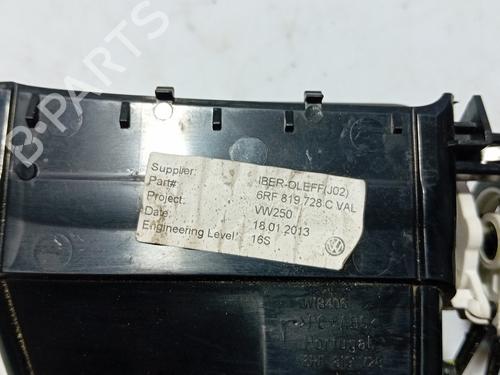 B-PARTS
Supplier: IBER-OLEFF(J02)
Part#: 6RF 819 728 C VAL
Project: VW250
Date: 18.01.2013
Engineering Level: 16S
Portugal